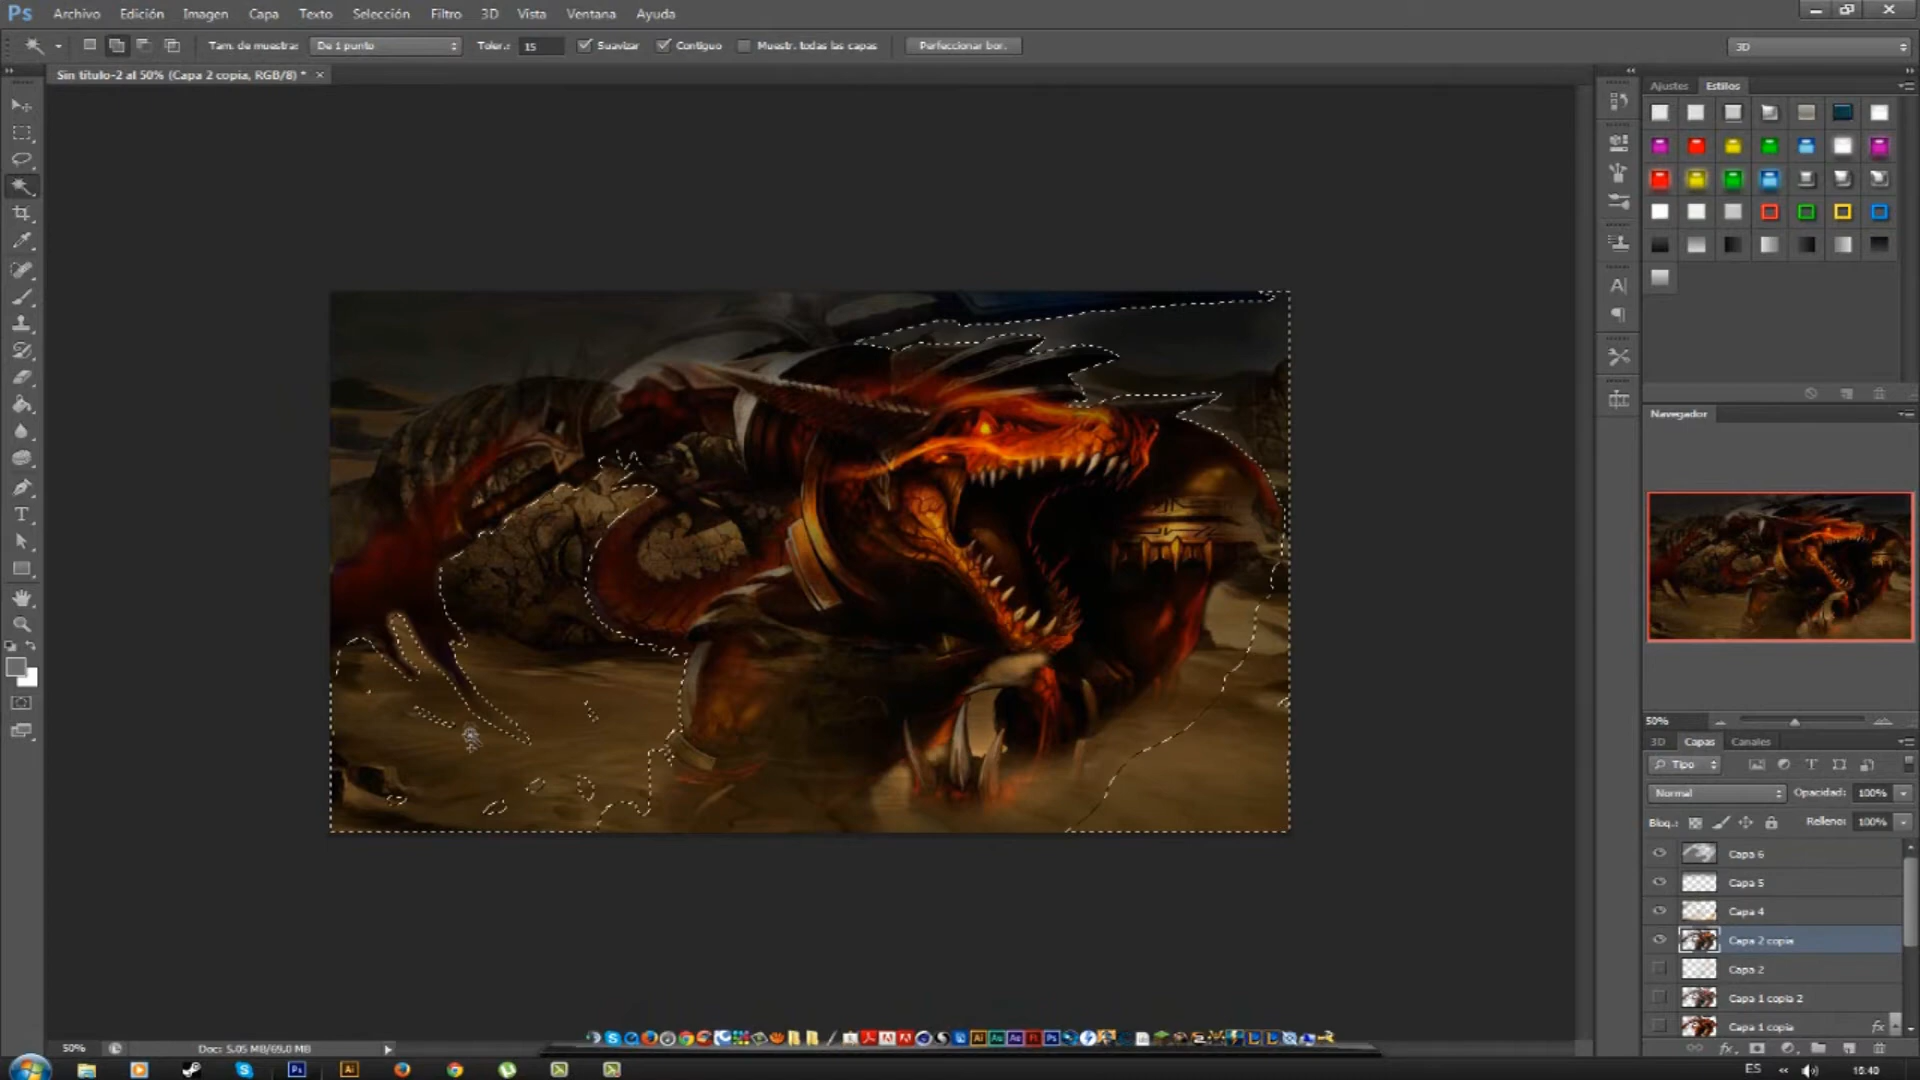 Ps Archivo Edición Imagen Capa Texto Selección Filtro 3D Vista Ventana Ayuda
Tam. de muestra: De 1 punto Toler.: 15 Suavizar Contiguo Muestr. todas las capas Perfeccionar bor. 3D
Sin título-2 al 50% (Capa 2 copia, RGB/8) * ×
Ajustes Estilos
Navegador
50%
3D Capas Canales
Tipo
Normal Opacidad: 100%
Bloq.: Relleno: 100%
Capa 6
Capa 5
Capa 4
Capa 2 copia
Capa 2
Capa 1 copia 2
Capa 1 copia fx
50% Doc: 5,05 MB/69,0 MB
ES 15:40